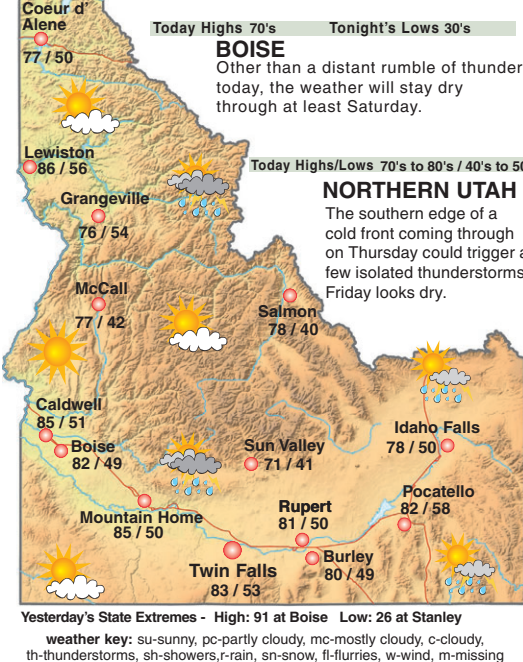 Coeur d'
Alene
77 / 50
Today Highs 70's Tonight's Lows 30's
BOISE
Other than a distant rumble of thunder
today, the weather will stay dry
through at least Saturday.
Lewiston
86 / 56
Grangeville
76 / 54
Today Highs/Lows 70's to 80's / 40's to 50
NORTHERN UTAH
The southern edge of a
cold front coming through
on Thursday could trigger a
few isolated thunderstorms
Friday looks dry.
McCall
77 / 42
Salmon
78 / 40
Caldwell
85 / 51
Boise
82 / 49
Sun Valley
71 / 41
Idaho Falls
78 / 50
Mountain Home
85 / 50
Rupert
81 / 50
Pocatello
82 / 58
Twin Falls
83 / 53
Burley
80 / 49
Yesterday's State Extremes - High: 91 at Boise Low: 26 at Stanley
weather key: su-sunny, pc-partly cloudy, mc-mostly cloudy, c-cloudy,
th-thunderstorms, sh-showers,r-rain, sn-snow, fl-flurries, w-wind, m-missing